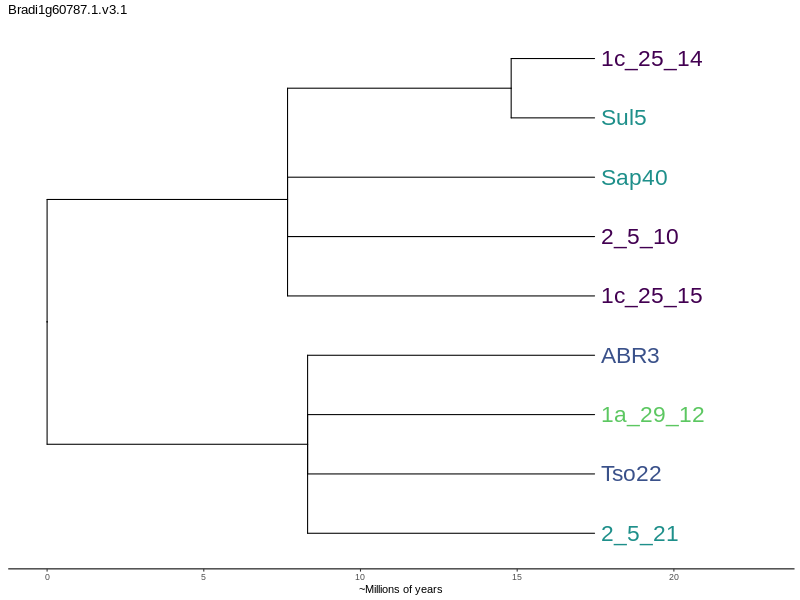 Bradi1g60787.1.v3.1
1c_25_14
Sul5
Sap40
2_5_10
1c_25_15
ABR3
1a_29_12
Tso22
2_5_21
0 5 10 15 20
~Millions of years